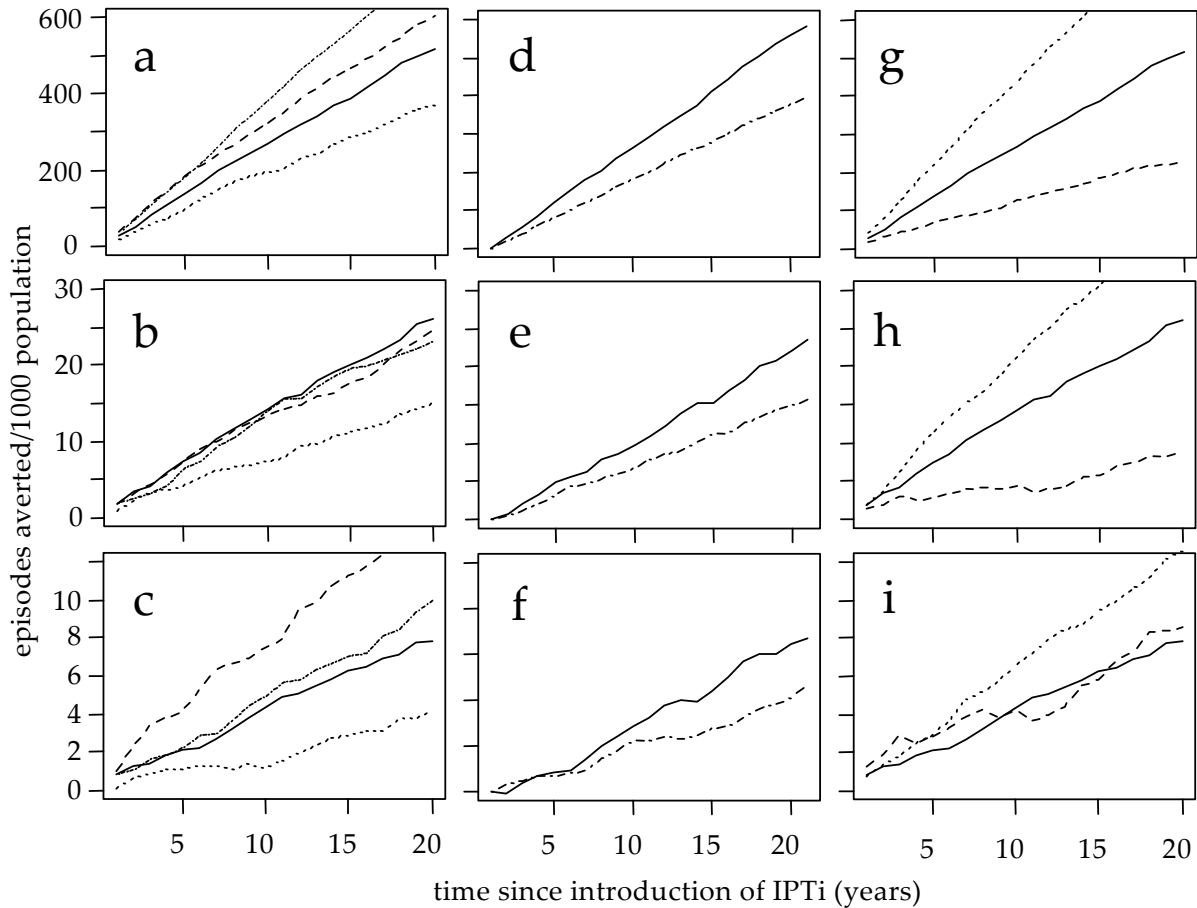 episodes averted/1000 population
600
400
200
0
a
d
g
30
20
10
0
b
e
h
10
8
6
4
2
0
c
f
i
5 10 15 20 5 10 15 20 5 10 15 20
time since introduction of IPTi (years)